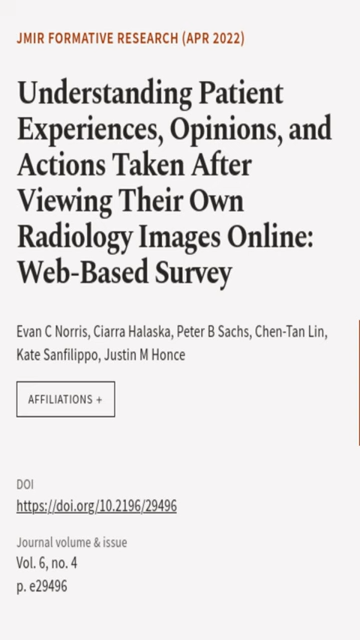 JMIR FORMATIVE RESEARCH (APR 2022)
Understanding Patient
Experiences, Opinions, and
Actions Taken After
Viewing Their Own
Radiology Images Online:
Web-Based Survey
Evan C Norris, Ciarra Halaska, Peter B Sachs, Chen-Tan Lin,
Kate Sanfilippo, Justin M Honce
AFFILIATIONS +
DOI
https://doi.org/10.2196/29496
Journal volume & issue
Vol. 6, no. 4
p. e29496